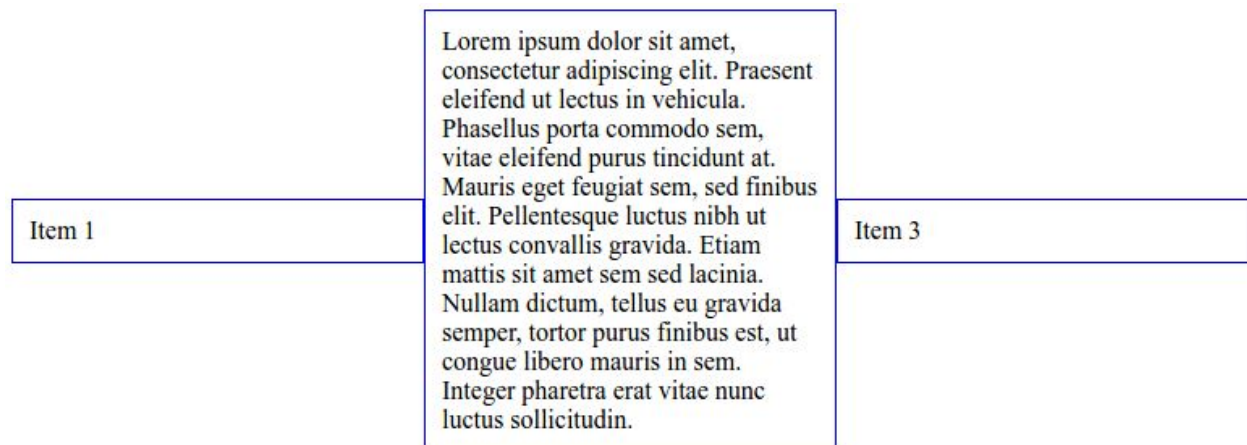 Item 1
Lorem ipsum dolor sit amet,
consectetur adipiscing elit. Praesent
eleifend ut lectus in vehicula.
Phasellus porta commodo sem,
vitae eleifend purus tincidunt at.
Mauris eget feugiat sem, sed finibus
elit. Pellentesque luctus nibh ut
lectus convallis gravida. Etiam
mattis sit amet sem sed lacinia.
Nullam dictum, tellus eu gravida
semper, tortor purus finibus est, ut
congue libero mauris in sem.
Integer pharetra erat vitae nunc
luctus sollicitudin.
Item 3